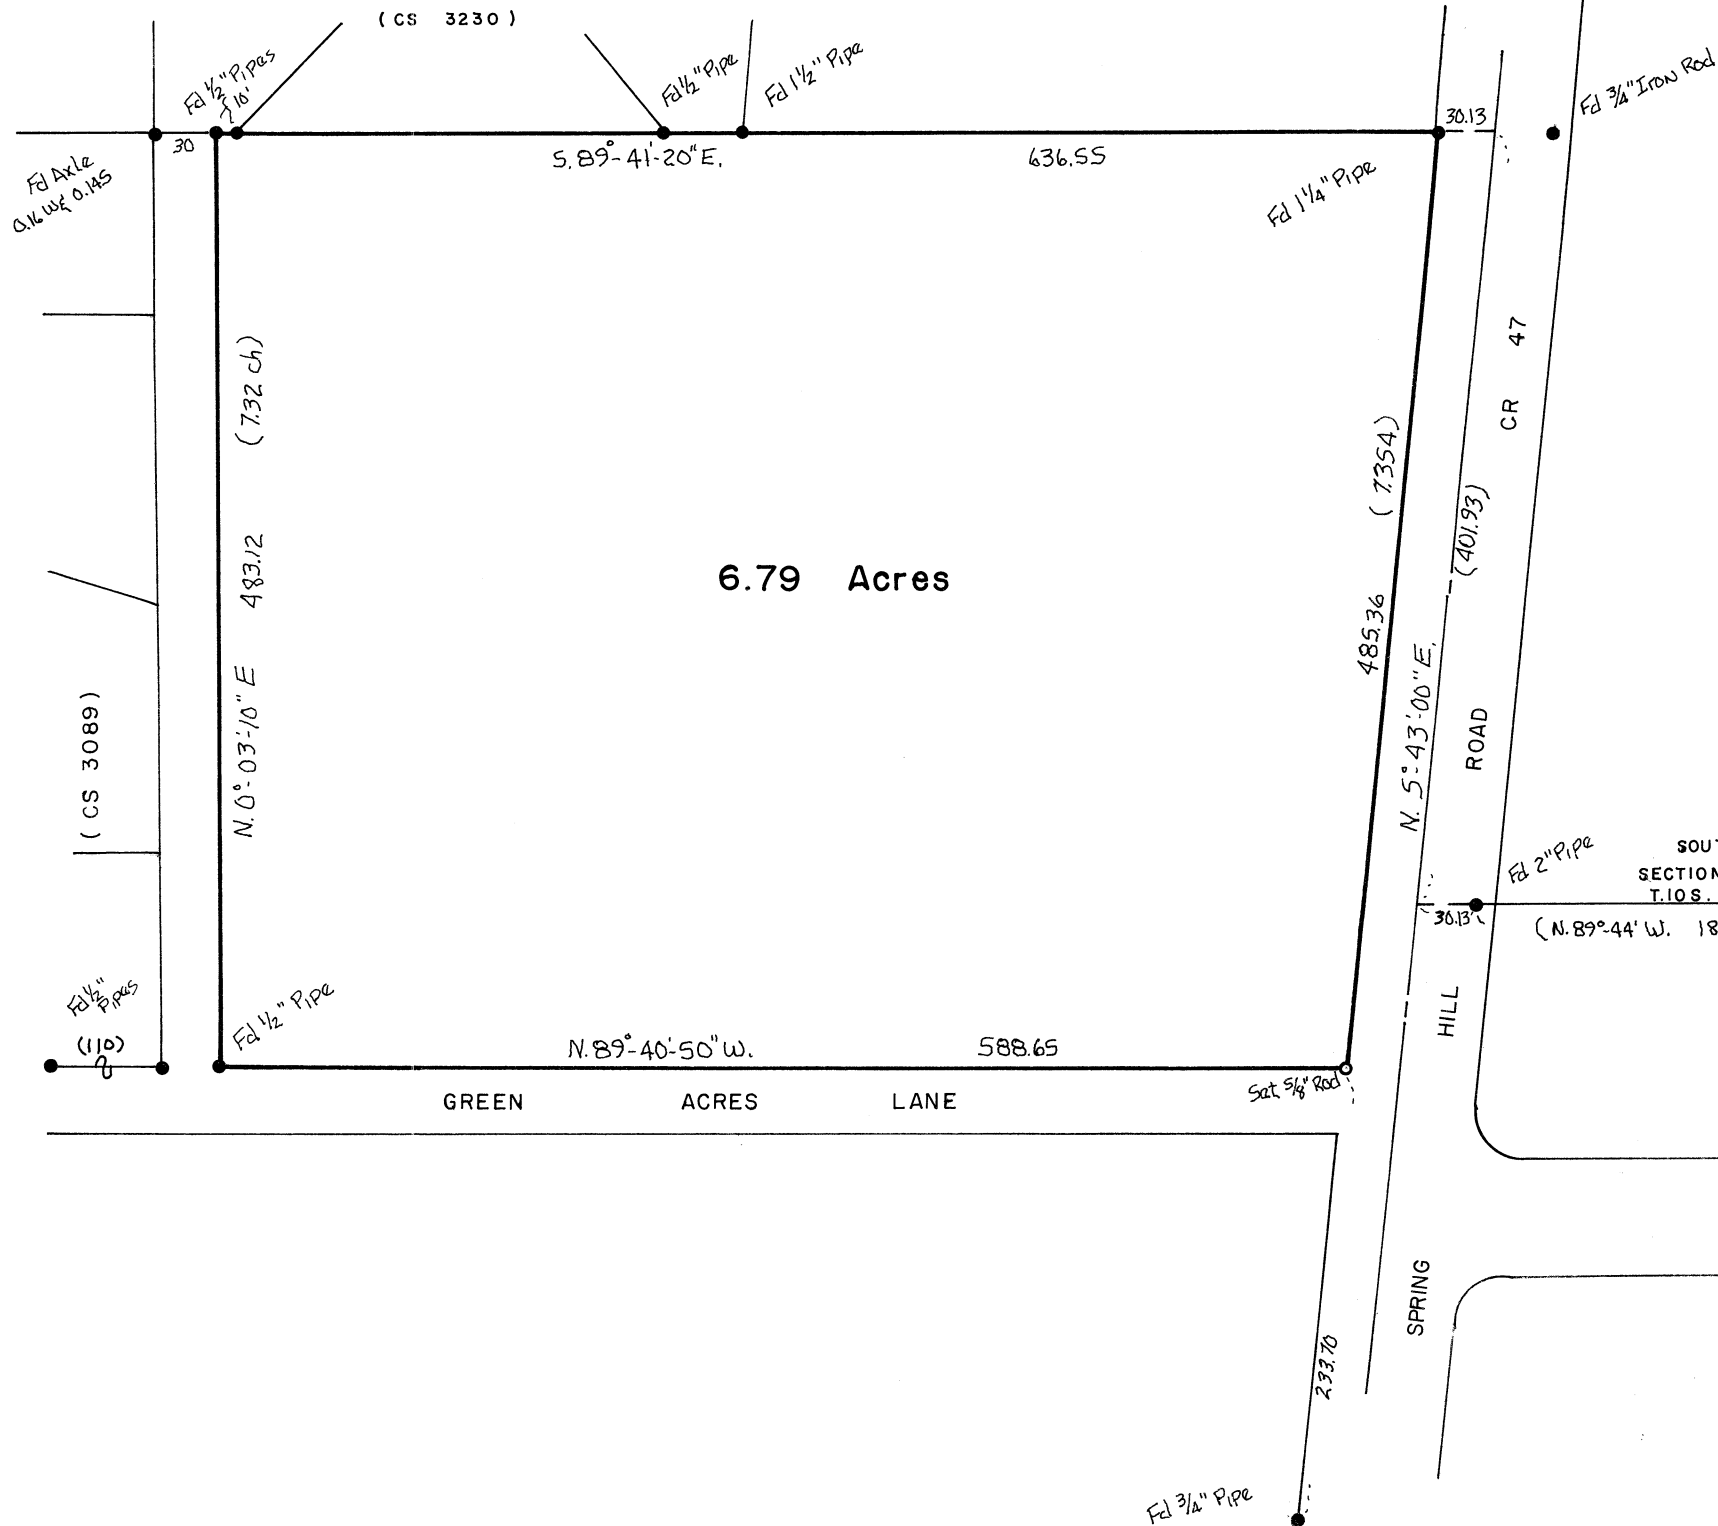 ( CS 3230 )
Fd 1/2" Pipes
10'
Fd 1/2" Pipe
Fd 1 1/2" Pipe
Fd 3/4" Iron Rod
30
S. 89°-41'-20" E. 636.55
30.13
Fd Axle
0.16 W & 0.14 S
Fd 1 1/4" Pipe
CR 47
(7.32 ch)
483.12
N. 0°-03'-10" E
(7.354)
485.36
(401.93)
N. 5°-43'-00" E.
6.79 Acres
( CS 3089 )
ROAD
Fd 2" Pipe
SOU
SECTION
T.10S.
30.13
(N. 89°-44' W. 18
HILL
Fd 1/2"
Pipes
(110)
Fd 1/2" Pipe
N. 89°-40'-50" W. 588.65
Set 5/8" Rod
GREEN ACRES LANE
SPRING
233.70
Fd 3/4" Pipe